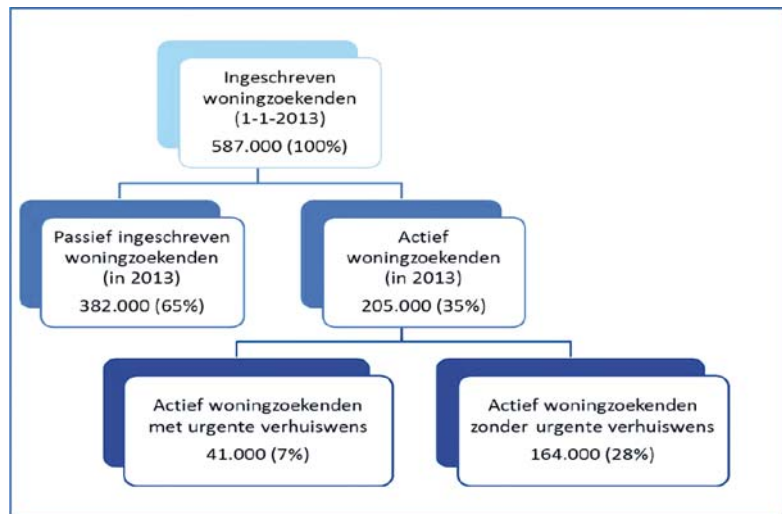 Ingeschreven
woningzoekenden
(1-1-2013)
587.000 (100%)
Passief ingeschreven
woningzoekenden
(in 2013)
382.000 (65%)
Actief
woningzoekenden
(in 2013)
205.000 (35%)
Actief woningzoekenden
met urgente verhuiswens
41.000 (7%)
Actief woningzoekenden
zonder urgente verhuiswens
164.000 (28%)